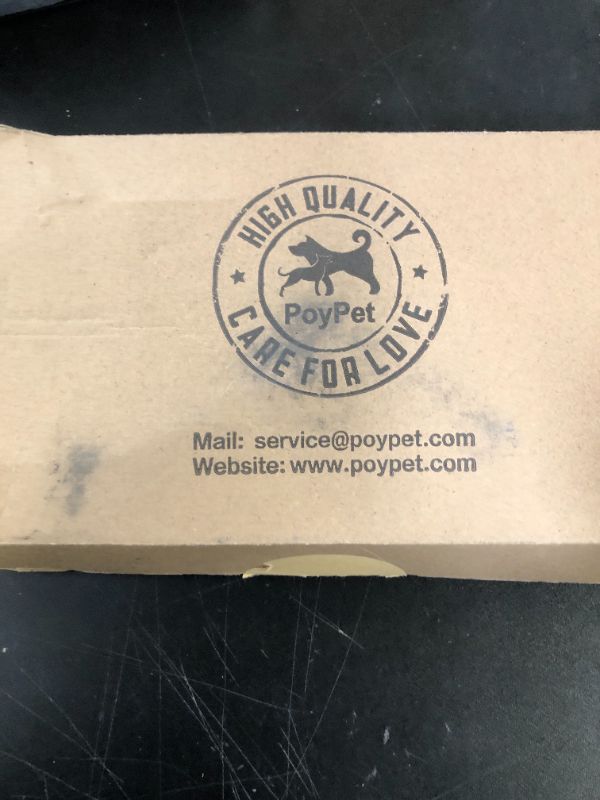 HIGH QUALITY
PoyPet
CARE FOR LOVE
Mail: service@poypet.com
Website: www.poypet.com